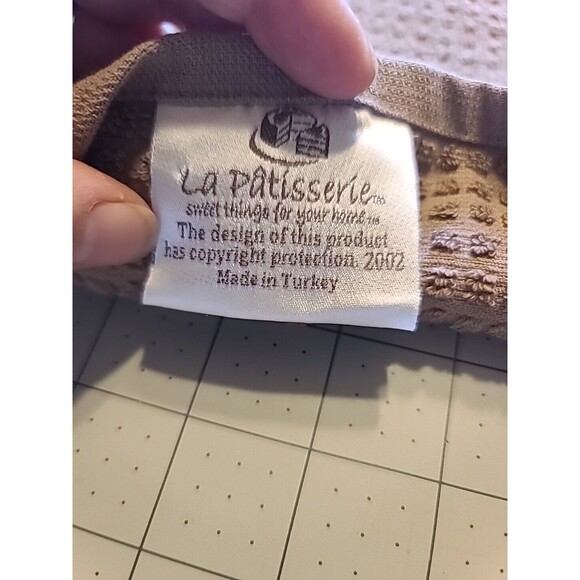 La Pâtisserie™
sweet things for your home™
The design of this product
has copyright protection. 2002
Made in Turkey